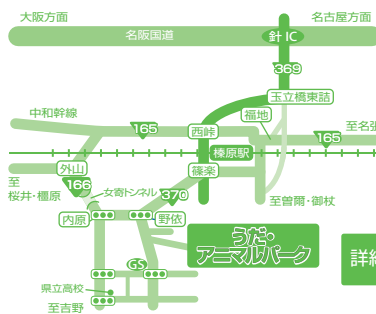 大阪方面
名古屋方面
名阪国道
針IC
369
玉立橋東詰
福地
中和幹線
165
西峠
165
至名張
榛原駅
外山
篠楽
至
桜井・橿原
166
女寄トンネル
370
至曽爾・御杖
内原
野依
うだ・
アニマルパーク
GS
詳細
県立高校
至吉野